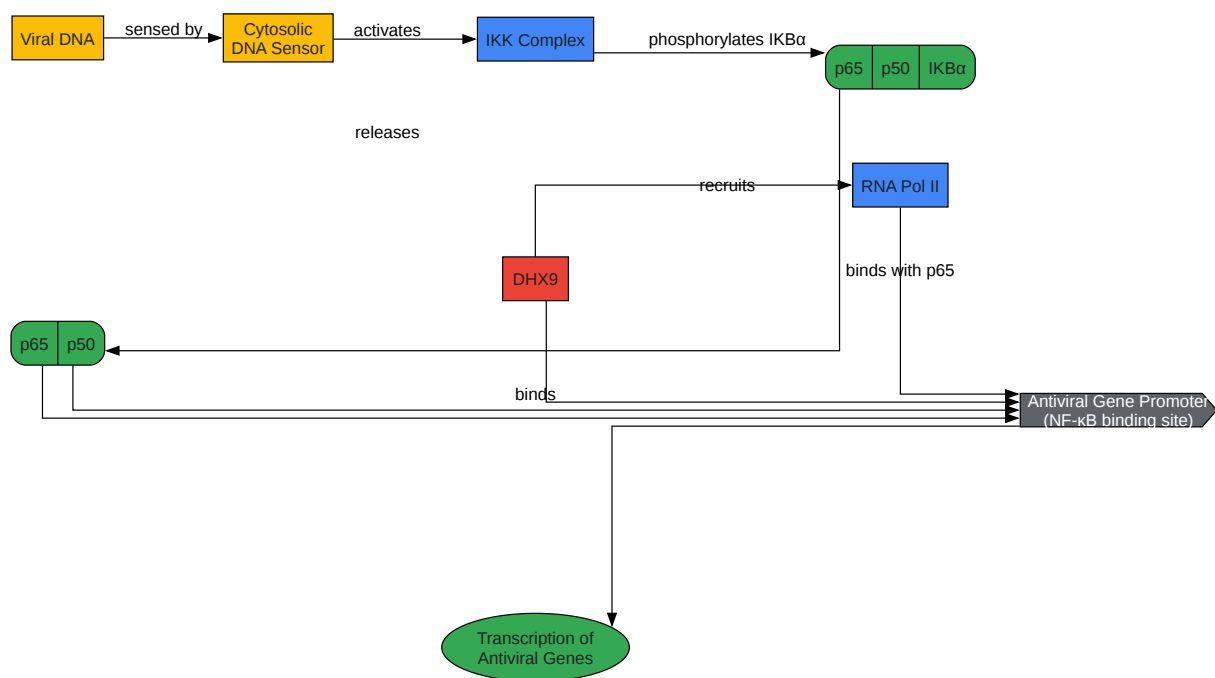 Viral DNA
sensed by
Cytosolic
DNA Sensor
activates
IKK Complex
phosphorylates IKBα
p65
p50
IKBα
releases
recruits
RNA Pol II
DHX9
binds with p65
p65
p50
binds
Antiviral Gene Promoter
(NF-κB binding site)
Transcription of
Antiviral Genes